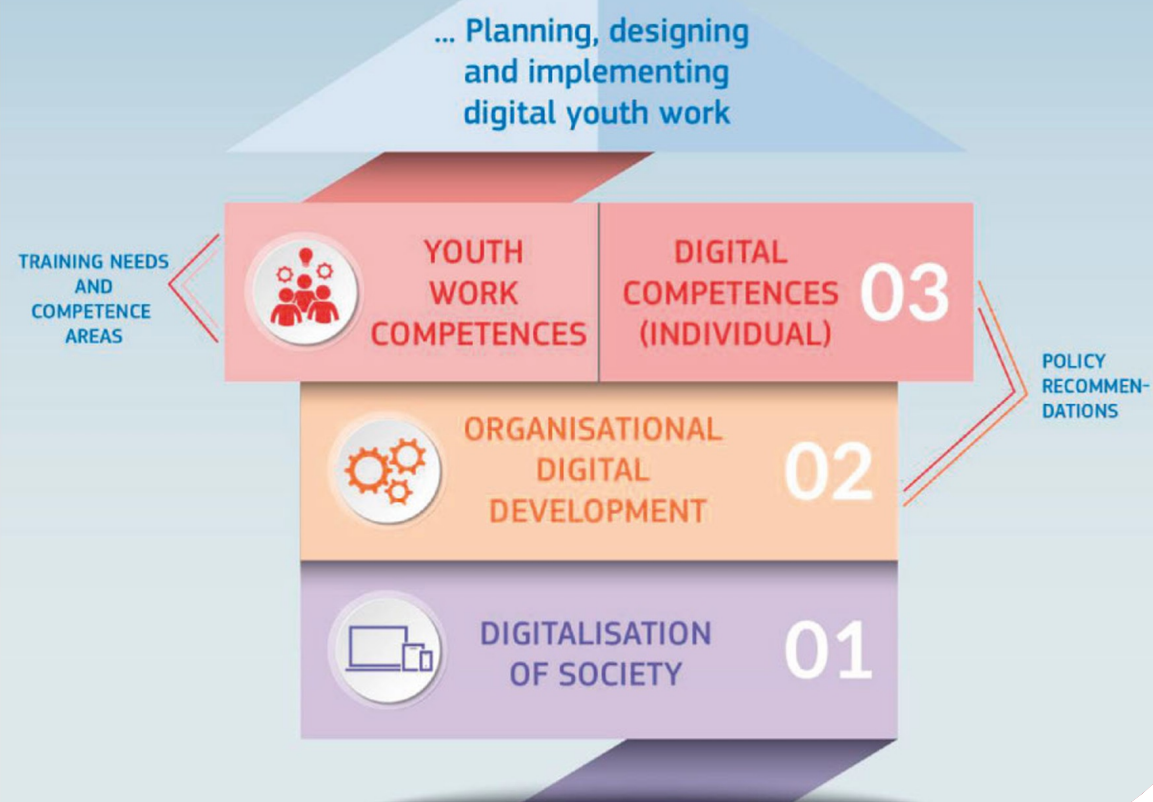 ... Planning, designing
and implementing
digital youth work
TRAINING NEEDS
AND
COMPETENCE
AREAS
YOUTH
WORK
COMPETENCES
DIGITAL
COMPETENCES
(INDIVIDUAL)
03
POLICY
RECOMMEN-
DATIONS
ORGANISATIONAL
DIGITAL
DEVELOPMENT
02
DIGITALISATION
OF SOCIETY
01